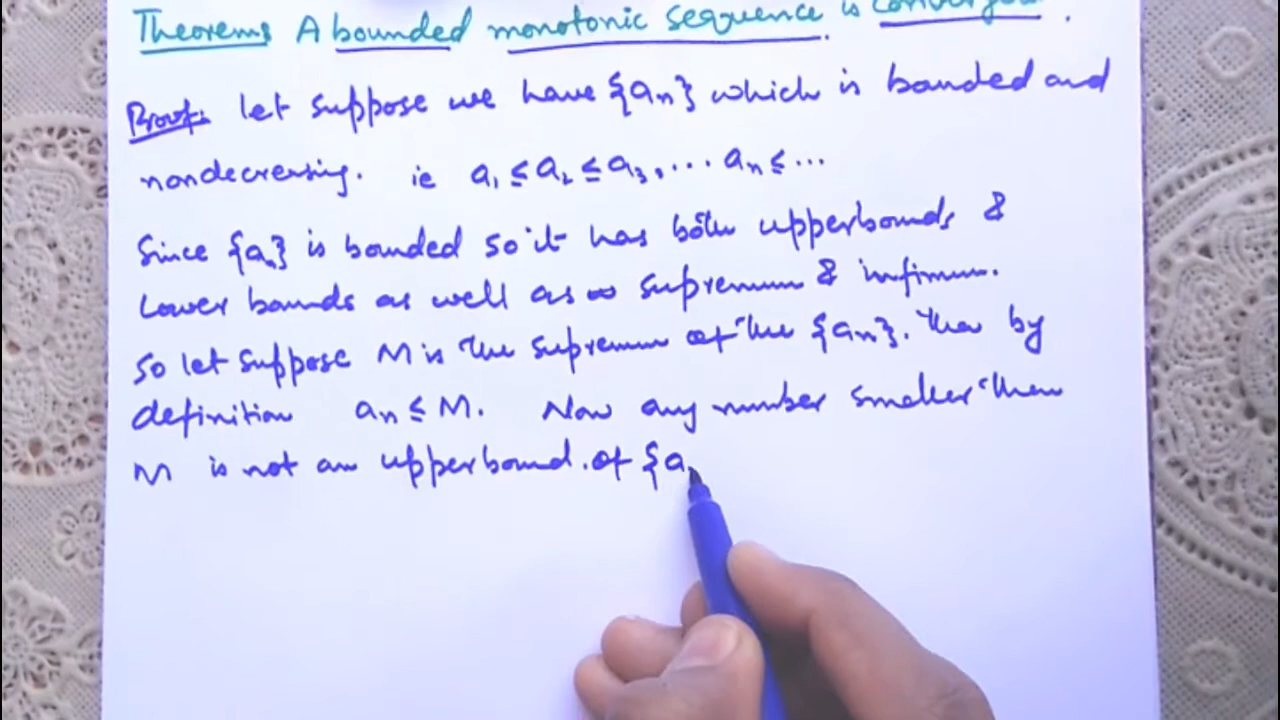 Theorem: A bounded monotonic sequence is convergent.
Proof: let suppose we have {aₙ} which is bounded and
nondecreasing. ie a₁ ≤ a₂ ≤ a₃, ... aₙ ≤ ...
Since {aₙ} is bounded so it has both upperbounds &
Lower bounds as well as supremum & infimum.
So let suppose M is the supremum of the {aₙ}. Then by
definition aₙ ≤ M. Now any number smaller then
M is not an upperbound. of {a